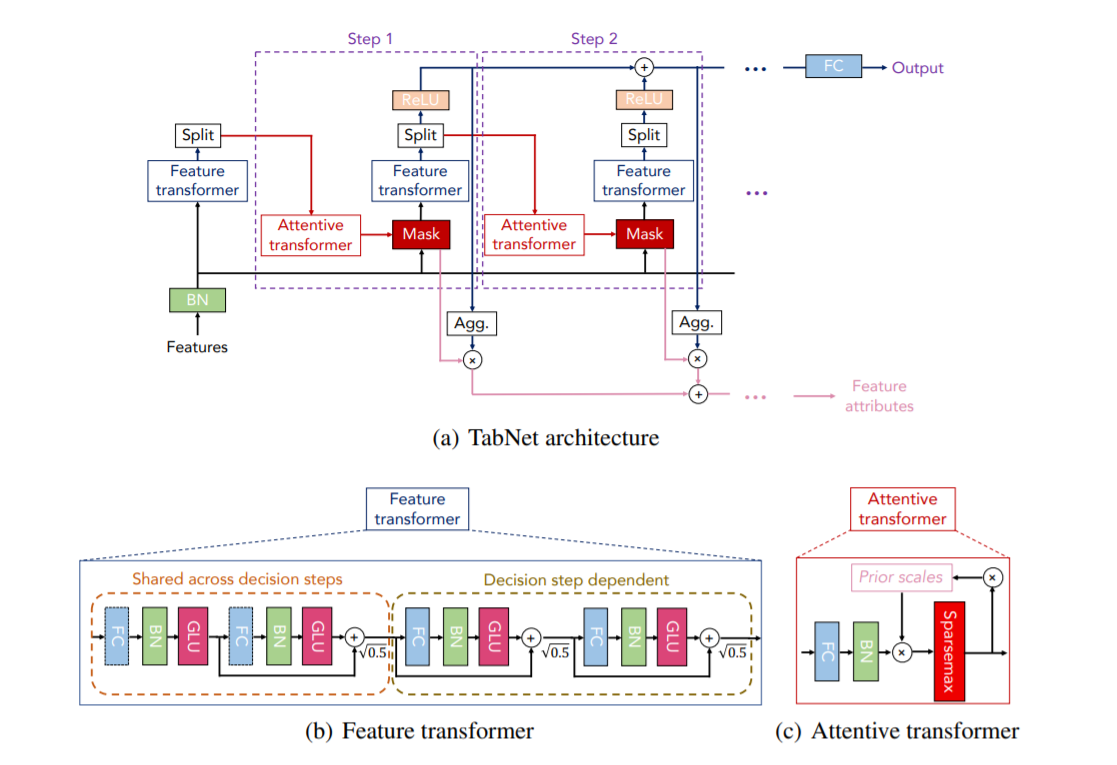 Step 1
Step 2
FC
Output
ReLU
ReLU
Split
Split
Split
Feature
transformer
Feature
transformer
Feature
transformer
...
Attentive
transformer
Mask
Attentive
transformer
Mask
BN
Features
Agg.
Agg.
Feature
attributes
(a) TabNet architecture
Feature
transformer
Shared across decision steps
Decision step dependent
FC
BN
GLU
FC
BN
GLU
+
√0.5
FC
BN
GLU
+
√0.5
FC
BN
GLU
+
√0.5
(b) Feature transformer
Attentive
transformer
Prior scales
×
FC
BN
×
Sparsemax
(c) Attentive transformer